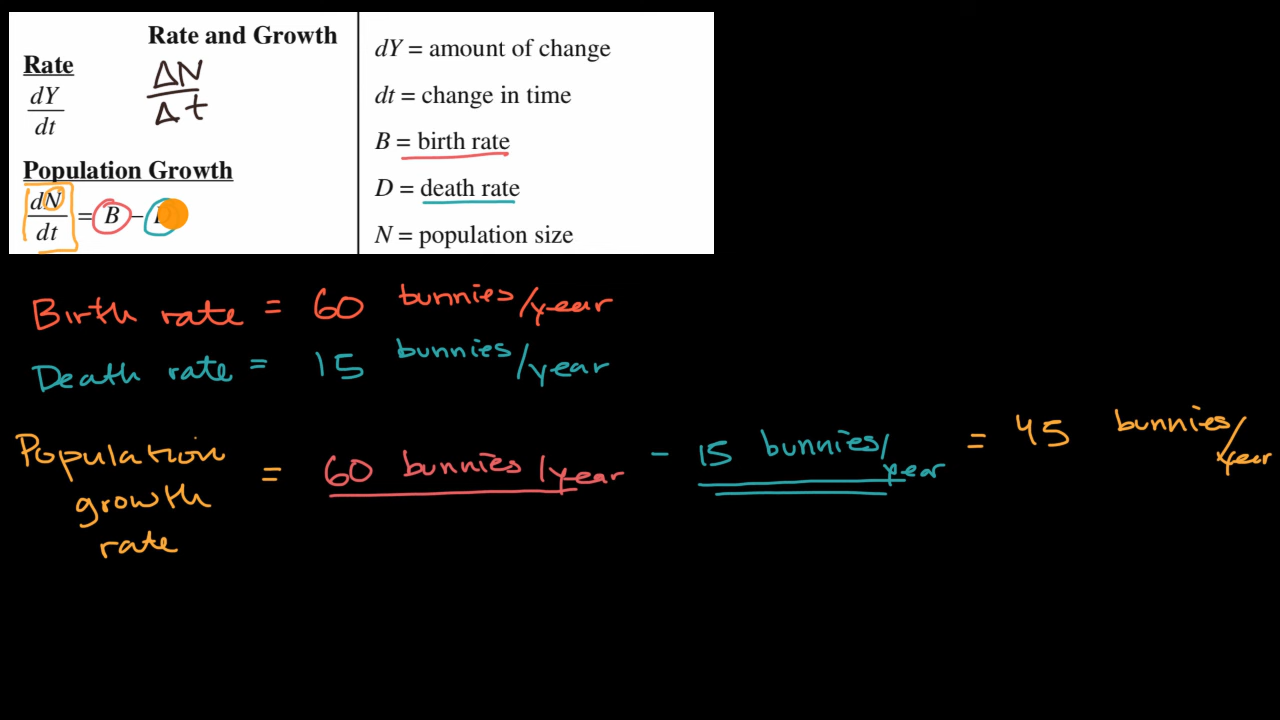 Rate and Growth
Rate
dY
dt
ΔN
Δt
Population Growth
dN
dt
= B –
dY = amount of change
dt = change in time
B = birth rate
D = death rate
N = population size
Birth rate = 60 bunnies/year
Death rate = 15 bunnies/year
Population growth rate = 60 bunnies/year - 15 bunnies/year = 45 bunnies/year